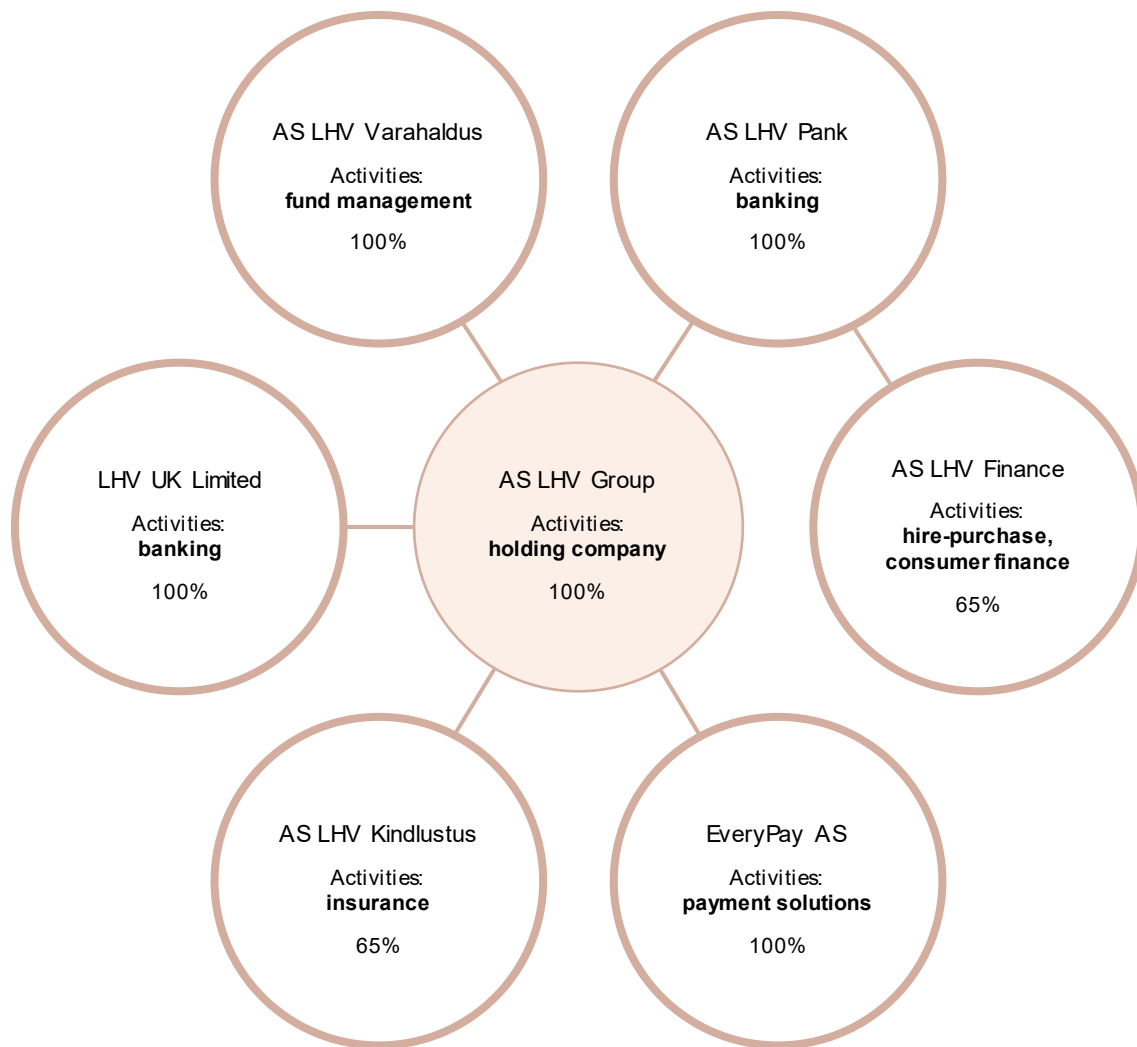 AS LHV Varahaldus
Activities:
fund management
100%
AS LHV Pank
Activities:
banking
100%
LHV UK Limited
Activities:
banking
100%
AS LHV Group
Activities:
holding company
100%
AS LHV Finance
Activities:
hire-purchase,
consumer finance
65%
AS LHV Kindlustus
Activities:
insurance
65%
EveryPay AS
Activities:
payment solutions
100%